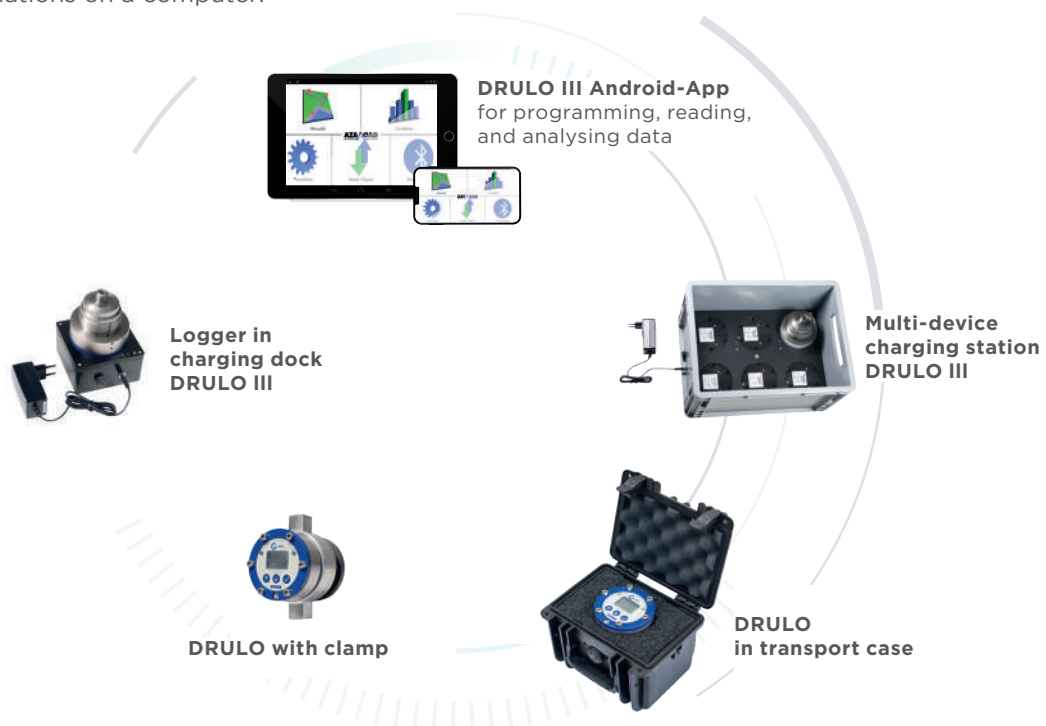 DRULO III Android-App
for programming, reading,
and analysing data
Logger in
charging dock
DRULO III
Multi-device
charging station
DRULO III
DRULO with clamp
DRULO
in transport case